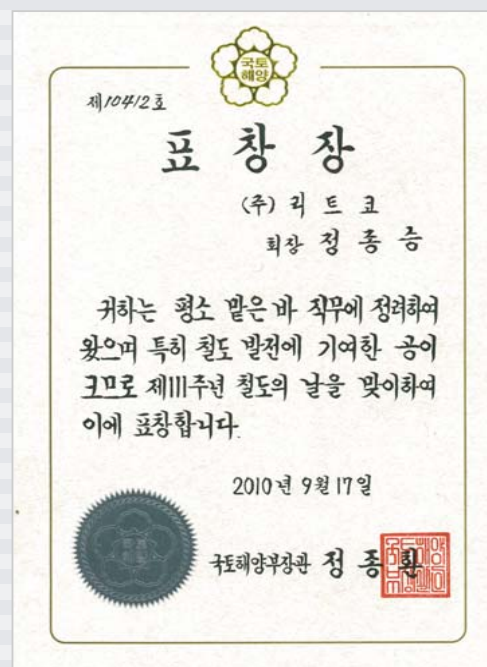 국토
해양
제10412호
표창장
(주) 리트코
회장 정종승
귀하는 평소 맡은 바 직무에 정려하여
왔으며 특히 철도 발전에 기여한 공이
크므로 제111주년 철도의 날을 맞이하여
이에 표창합니다.
2010년 9월 17일
국토해양부장관 정종환